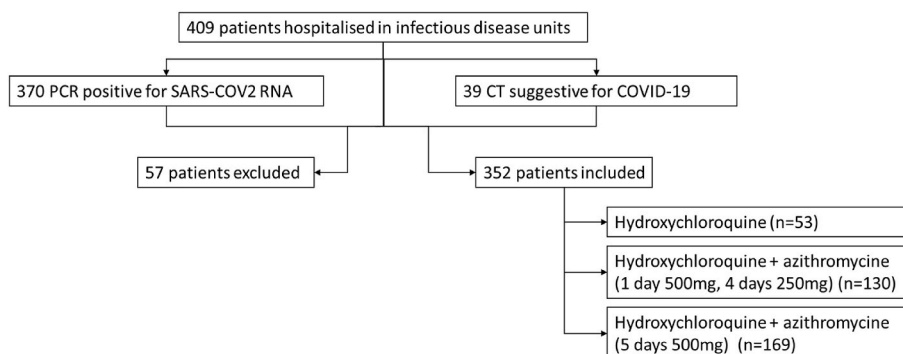 409 patients hospitalised in infectious disease units
370 PCR positive for SARS-COV2 RNA
39 CT suggestive for COVID-19
57 patients excluded
352 patients included
Hydroxychloroquine (n=53)
Hydroxychloroquine + azithromycine
(1 day 500mg, 4 days 250mg) (n=130)
Hydroxychloroquine + azithromycine
(5 days 500mg) (n=169)